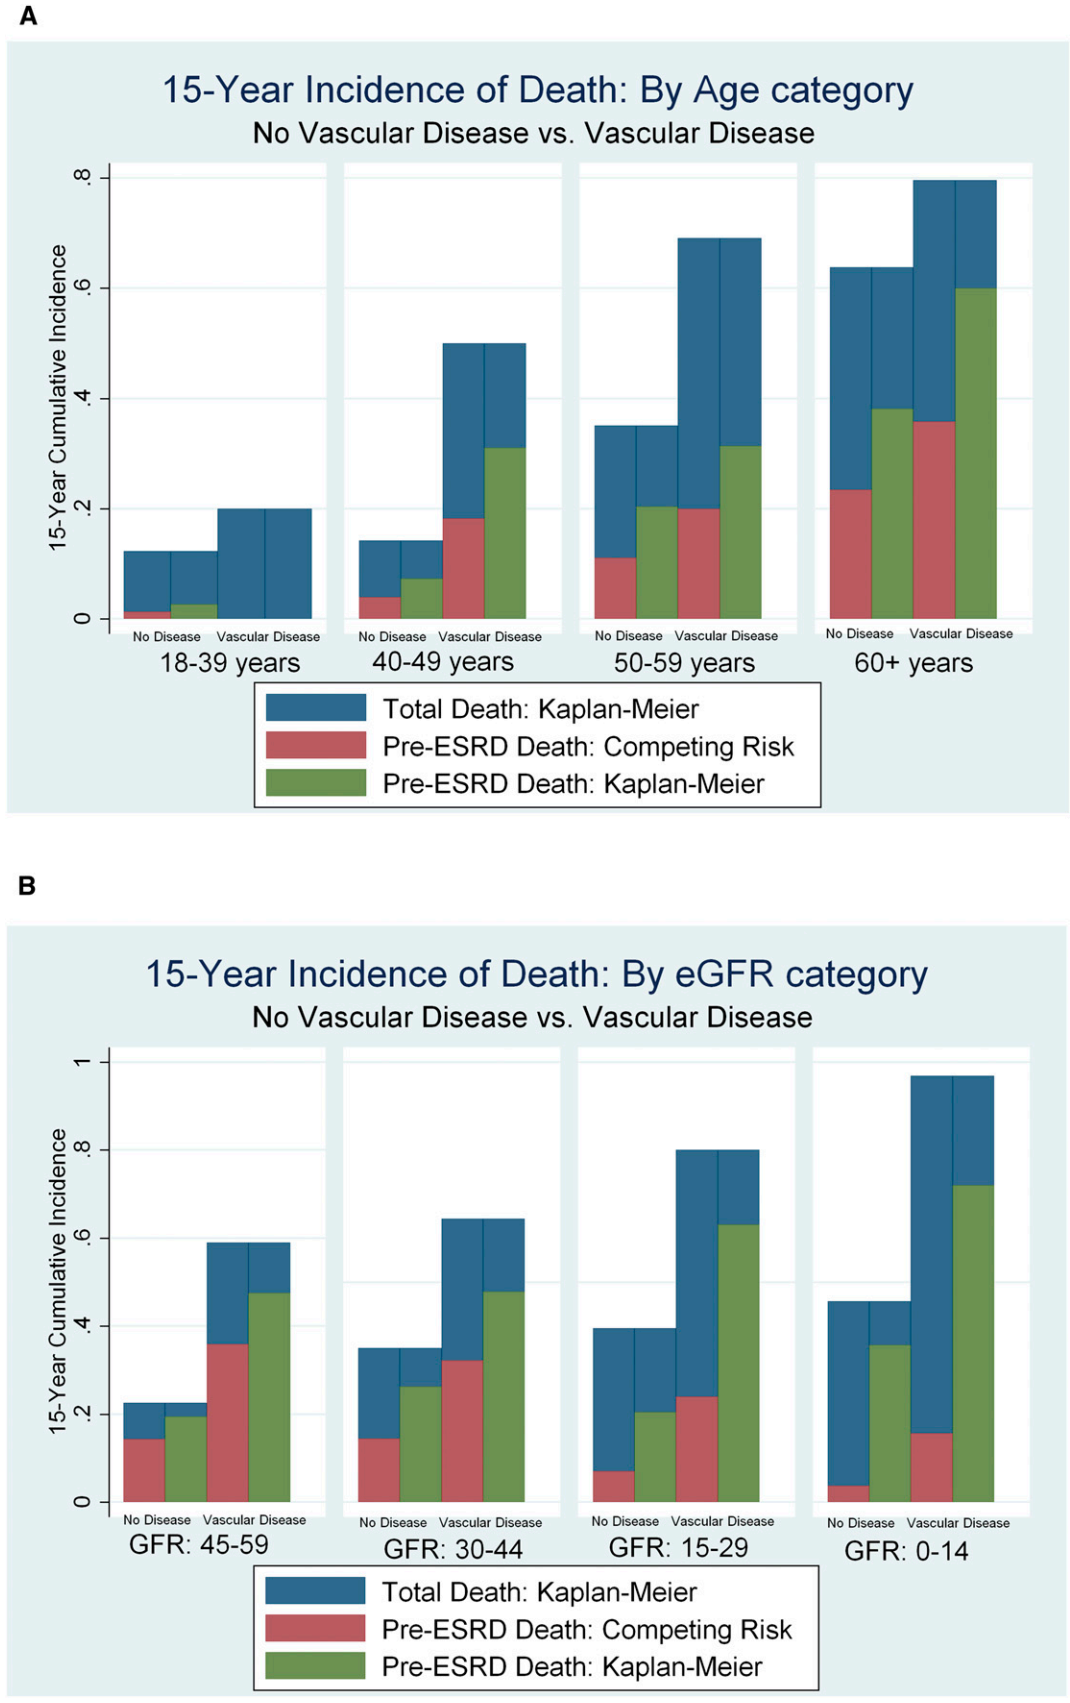 A
15-Year Incidence of Death: By Age category
No Vascular Disease vs. Vascular Disease
15-Year Cumulative Incidence
.8
.6
.4
.2
0
No Disease Vascular Disease No Disease Vascular Disease No Disease Vascular Disease No Disease Vascular Disease
18-39 years 40-49 years 50-59 years 60+ years
Total Death: Kaplan-Meier
Pre-ESRD Death: Competing Risk
Pre-ESRD Death: Kaplan-Meier
B
15-Year Incidence of Death: By eGFR category
No Vascular Disease vs. Vascular Disease
15-Year Cumulative Incidence
1
.8
.6
.4
.2
0
No Disease Vascular Disease No Disease Vascular Disease No Disease Vascular Disease No Disease Vascular Disease
GFR: 45-59 GFR: 30-44 GFR: 15-29 GFR: 0-14
Total Death: Kaplan-Meier
Pre-ESRD Death: Competing Risk
Pre-ESRD Death: Kaplan-Meier